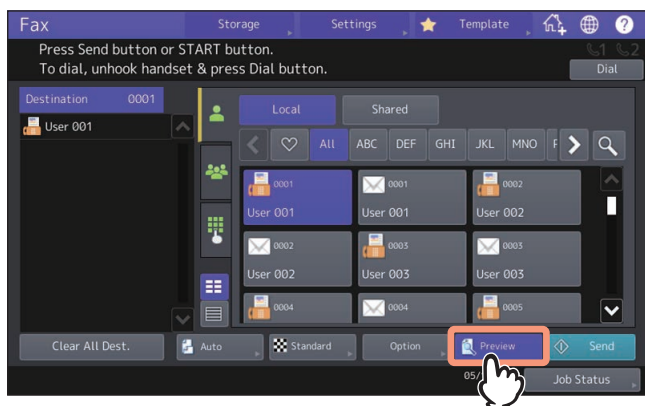 Fax Storage Settings Template ?
Press Send button or START button.
To dial, unhook handset & press Dial button.
1 2
Dial
Destination 0001
User 001
Local Shared
All ABC DEF GHI JKL MNO
0001 User 001
0001 User 001
0002 User 002
0002 User 002
0003 User 003
0003 User 003
0004
0004
0005
Clear All Dest. Auto Standard Option Preview Send
05/
Job Status